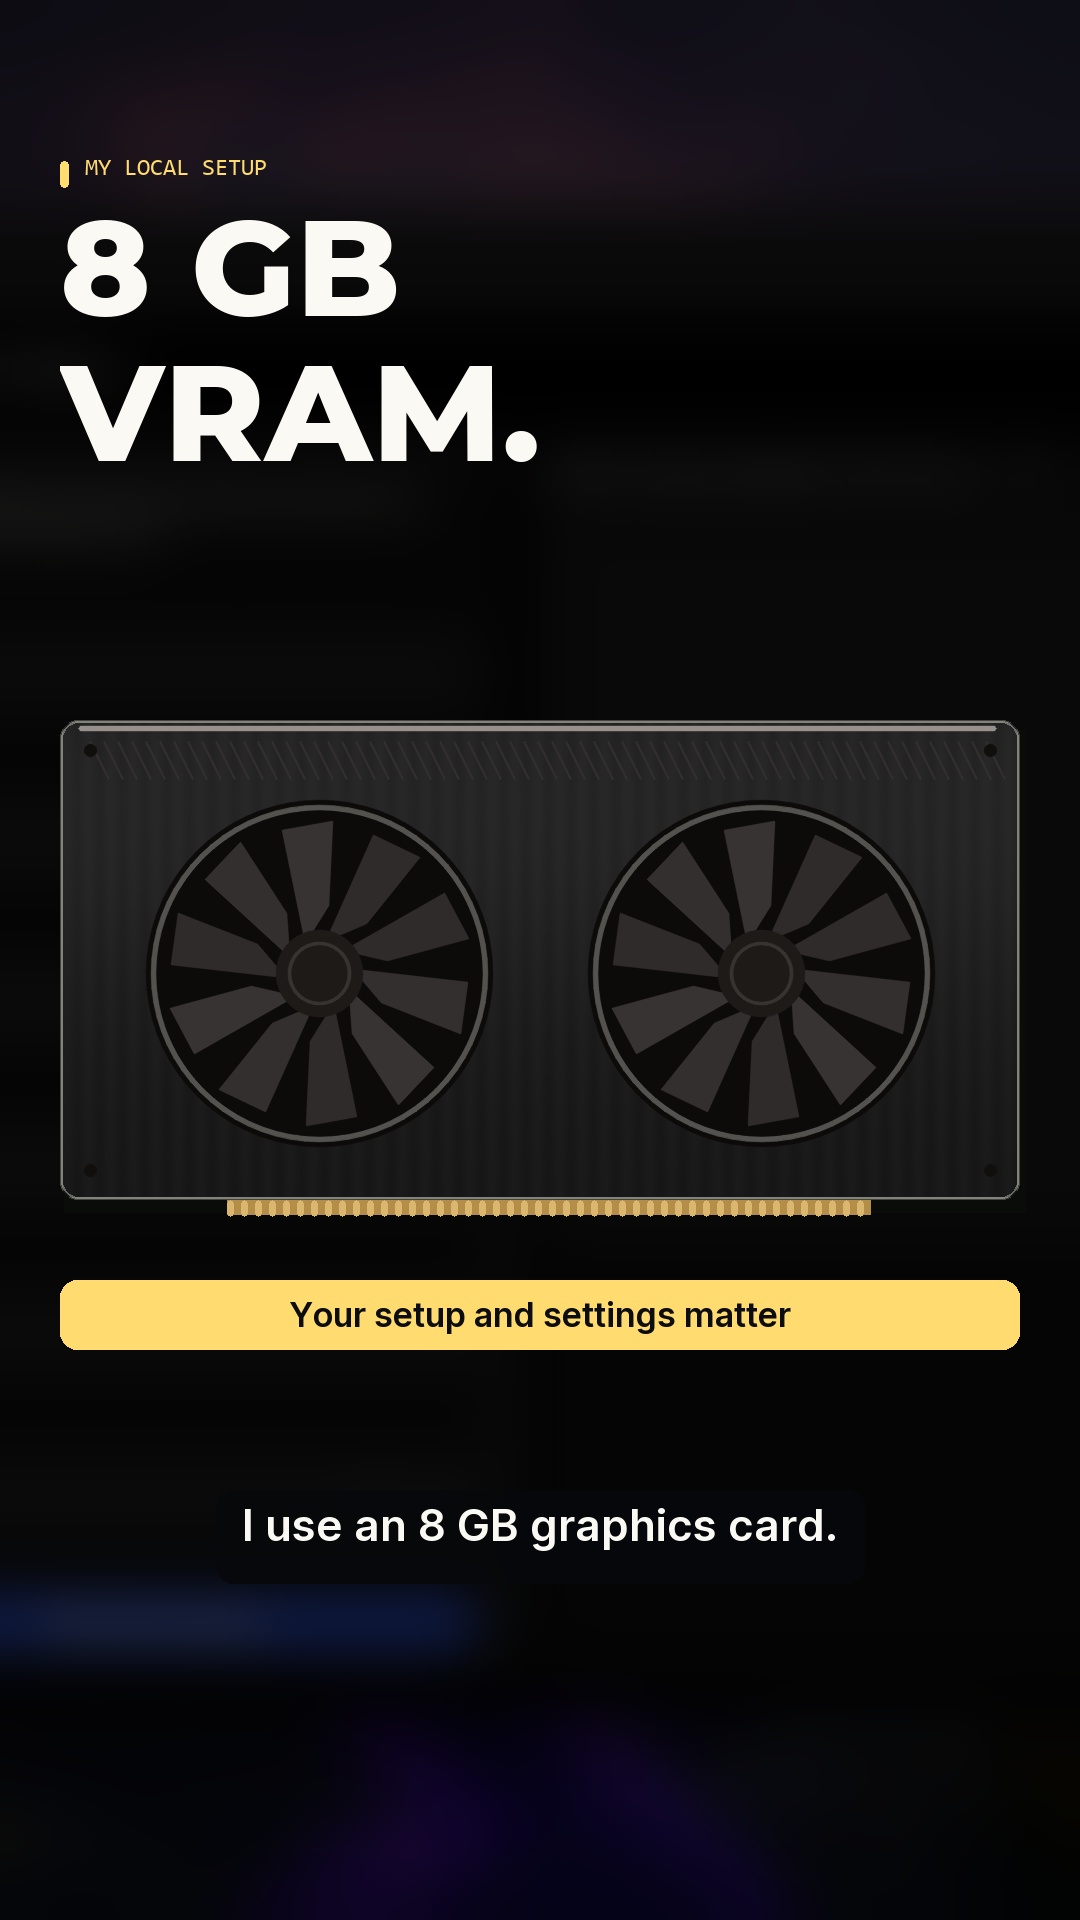 MY LOCAL SETUP
8 GB
VRAM.
Your setup and settings matter
I use an 8 GB graphics card.